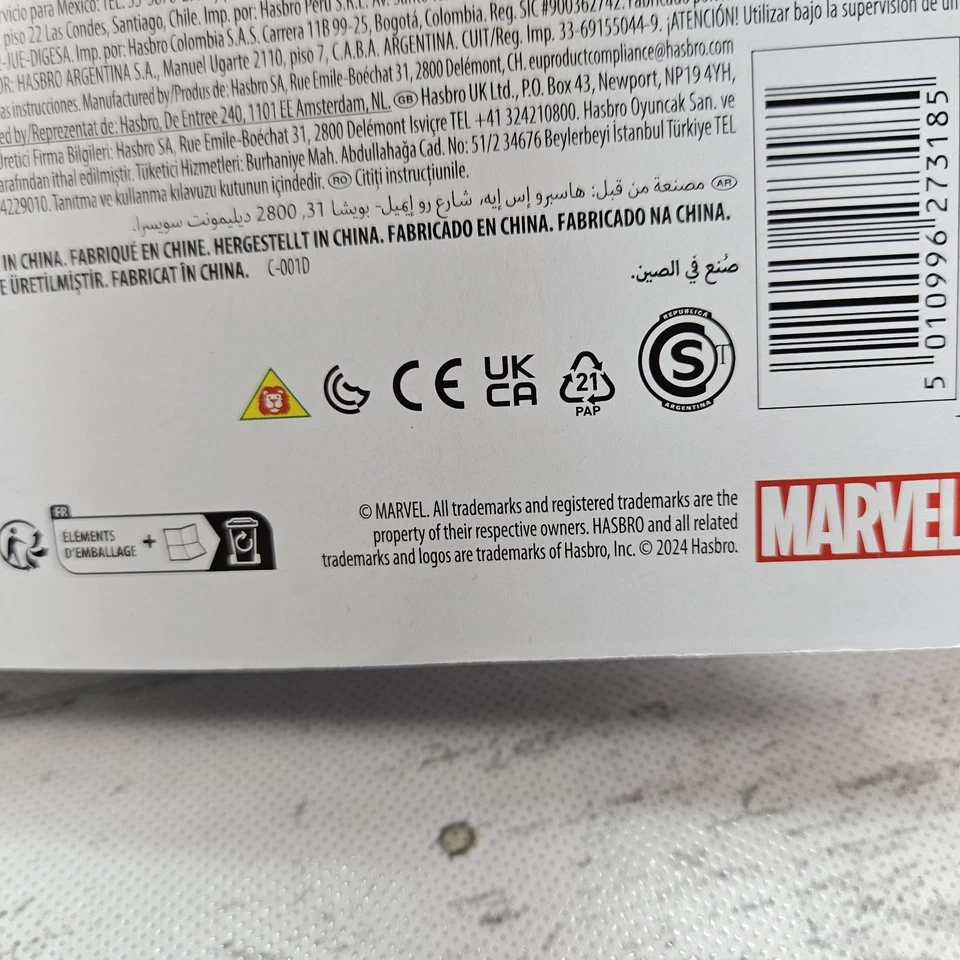 piso 22 Las Condes, Santiago, Chile. Imp. por: Hasbro Perú S.R.L. Av.
-JUE-DIGESA. Imp. por: Hasbro Colombia S.A.S. Carrera 11B 99-25, Bogotá, Colombia. Reg. SIC #900362742.
OR: HASBRO ARGENTINA S.A., Manuel Ugarte 2110, piso 7, C.A.B.A. ARGENTINA. CUIT/Reg. Imp. 33-69155044-9. ¡ATENCIÓN! Utilizar bajo la supervisión de un
as instrucciones. Manufactured by/Produs de: Hasbro SA, Rue Emile-Boéchat 31, 2800 Delémont, CH. euproductcompliance@hasbro.com
ed by/Reprezentat de: Hasbro, De Entree 240, 1101 EE Amsterdam, NL. GB Hasbro UK Ltd., P.O. Box 43, Newport, NP19 4YH,
Üretici Firma Bilgileri: Hasbro SA, Rue Emile-Boéchat 31, 2800 Delémont Isviçre TEL +41 324210800. Hasbro Oyuncak San. ve
arafından ithal edilmiştir. Tüketici Hizmetleri: Burhaniye Mah. Abdullahağa Cad. No: 51/2 34676 Beylerbeyi İstanbul Türkiye TEL
4229010. Tanıtma ve kullanma kılavuzu kutunun içindedir. RO Citiți instrucțiunile.
AR مصنعة من قبل: هاسبرو إس إيه، شارع رو إيميل- بويشا 31, 2800 ديليمونت سويسرا.
IN CHINA. FABRIQUÉ EN CHINE. HERGESTELLT IN CHINA. FABRICADO EN CHINA. FABRICADO NA CHINA.
E ÜRETİLMİŞTİR. FABRICAT ÎN CHINA. C-001D
صُنع في الصين.
5 010996 273185
CE
UK
CA
21
PAP
REPUBLICA
S T
ARGENTINA
FR
ÉLÉMENTS
D'EMBALLAGE +
© MARVEL. All trademarks and registered trademarks are the
property of their respective owners. HASBRO and all related
trademarks and logos are trademarks of Hasbro, Inc. © 2024 Hasbro.
MARVEL